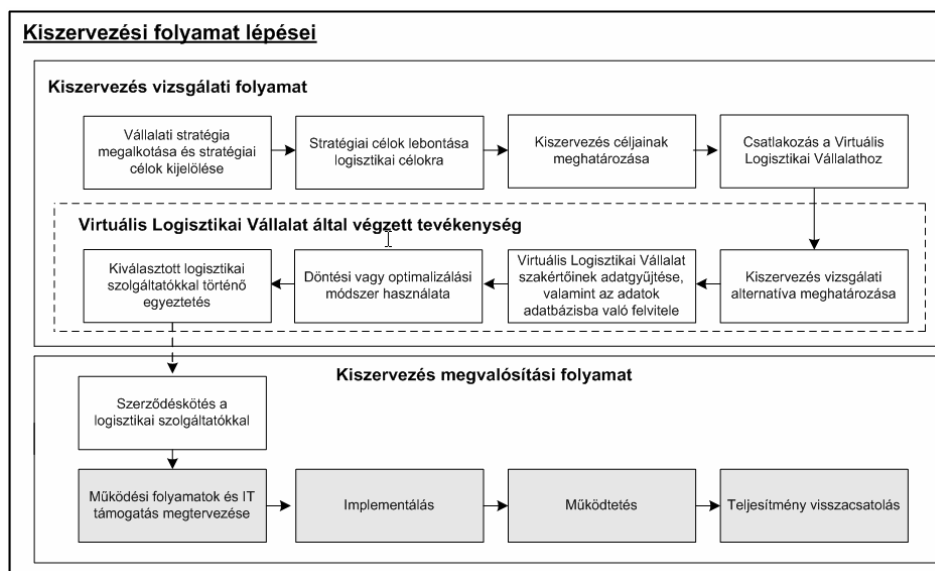 Kiszervezési folyamat lépései
Kiszervezés vizsgálati folyamat
Vállalati stratégia
megalkotása és stratégiai
célok kijelölése
Stratégiai célok lebontása
logisztikai célokra
Kiszervezés céljainak
meghatározása
Csatlakozás a Virtuális
Logisztikai Vállalathoz
Virtuális Logisztikai Vállalat által végzett tevékenység
Kiszervezés vizsgálati
alternatíva meghatározása
Virtuális Logisztikai Vállalat
szakértőinek adatgyűjtése,
valamint az adatok
adatbázisba való felvitele
Döntési vagy optimalizálási
módszer használata
Kiválasztott logisztikai
szolgáltatókkal történő
egyeztetés
Kiszervezés megvalósítási folyamat
Szerződéskötés a
logisztikai szolgáltatókkal
Működési folyamatok és IT
támogatás megtervezése
Implementálás
Működtetés
Teljesítmény visszacsatolás